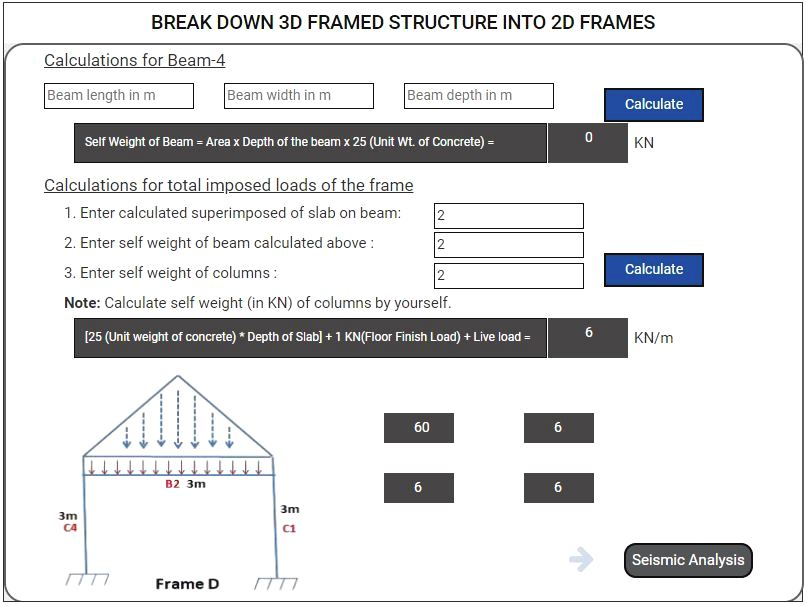 BREAK DOWN 3D FRAMED STRUCTURE INTO 2D FRAMES
Calculations for Beam-4
Beam length in m Beam width in m Beam depth in m Calculate
Self Weight of Beam = Area x Depth of the beam x 25 (Unit Wt. of Concrete) = 0 KN
Calculations for total imposed loads of the frame
1. Enter calculated superimposed of slab on beam: 2
2. Enter self weight of beam calculated above : 2
3. Enter self weight of columns : 2 Calculate
Note: Calculate self weight (in KN) of columns by yourself.
[25 (Unit weight of concrete) * Depth of Slab] + 1 KN(Floor Finish Load) + Live load = 6 KN/m
60 6
B2 3m 6 6
3m 3m
C4 C1
Frame D
Seismic Analysis